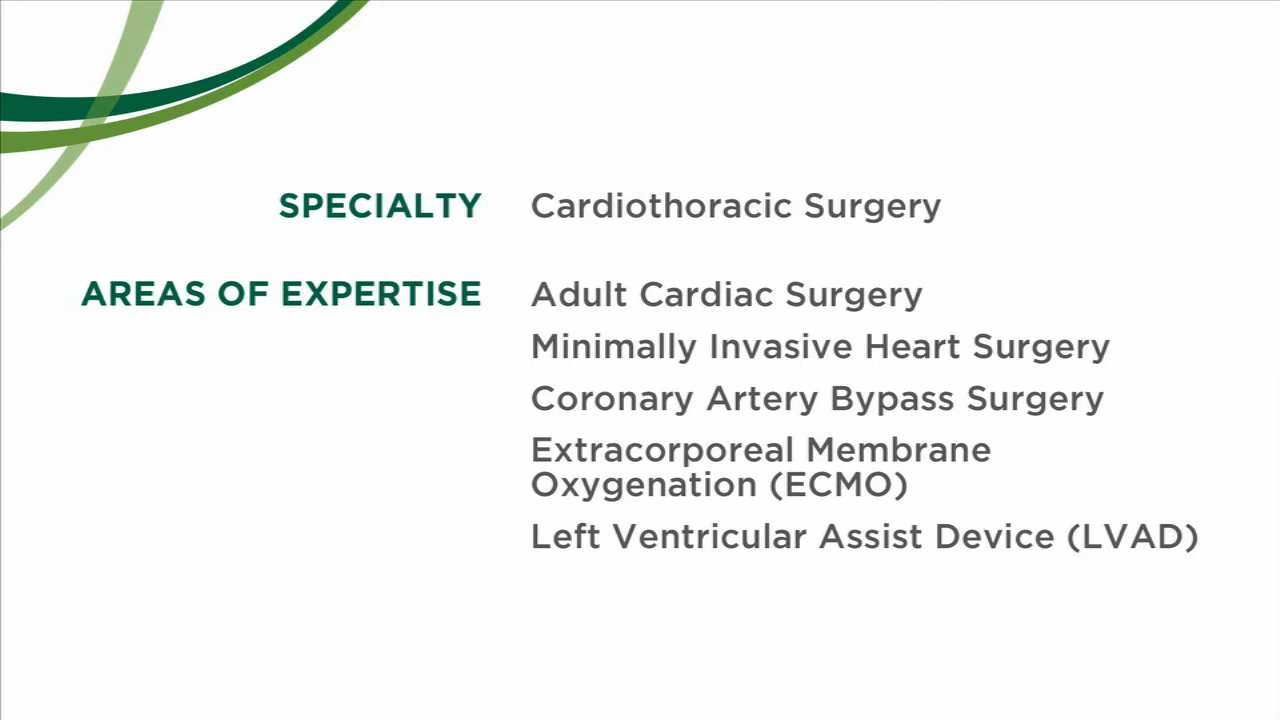 SPECIALTY Cardiothoracic Surgery
AREAS OF EXPERTISE Adult Cardiac Surgery
Minimally Invasive Heart Surgery
Coronary Artery Bypass Surgery
Extracorporeal Membrane
Oxygenation (ECMO)
Left Ventricular Assist Device (LVAD)